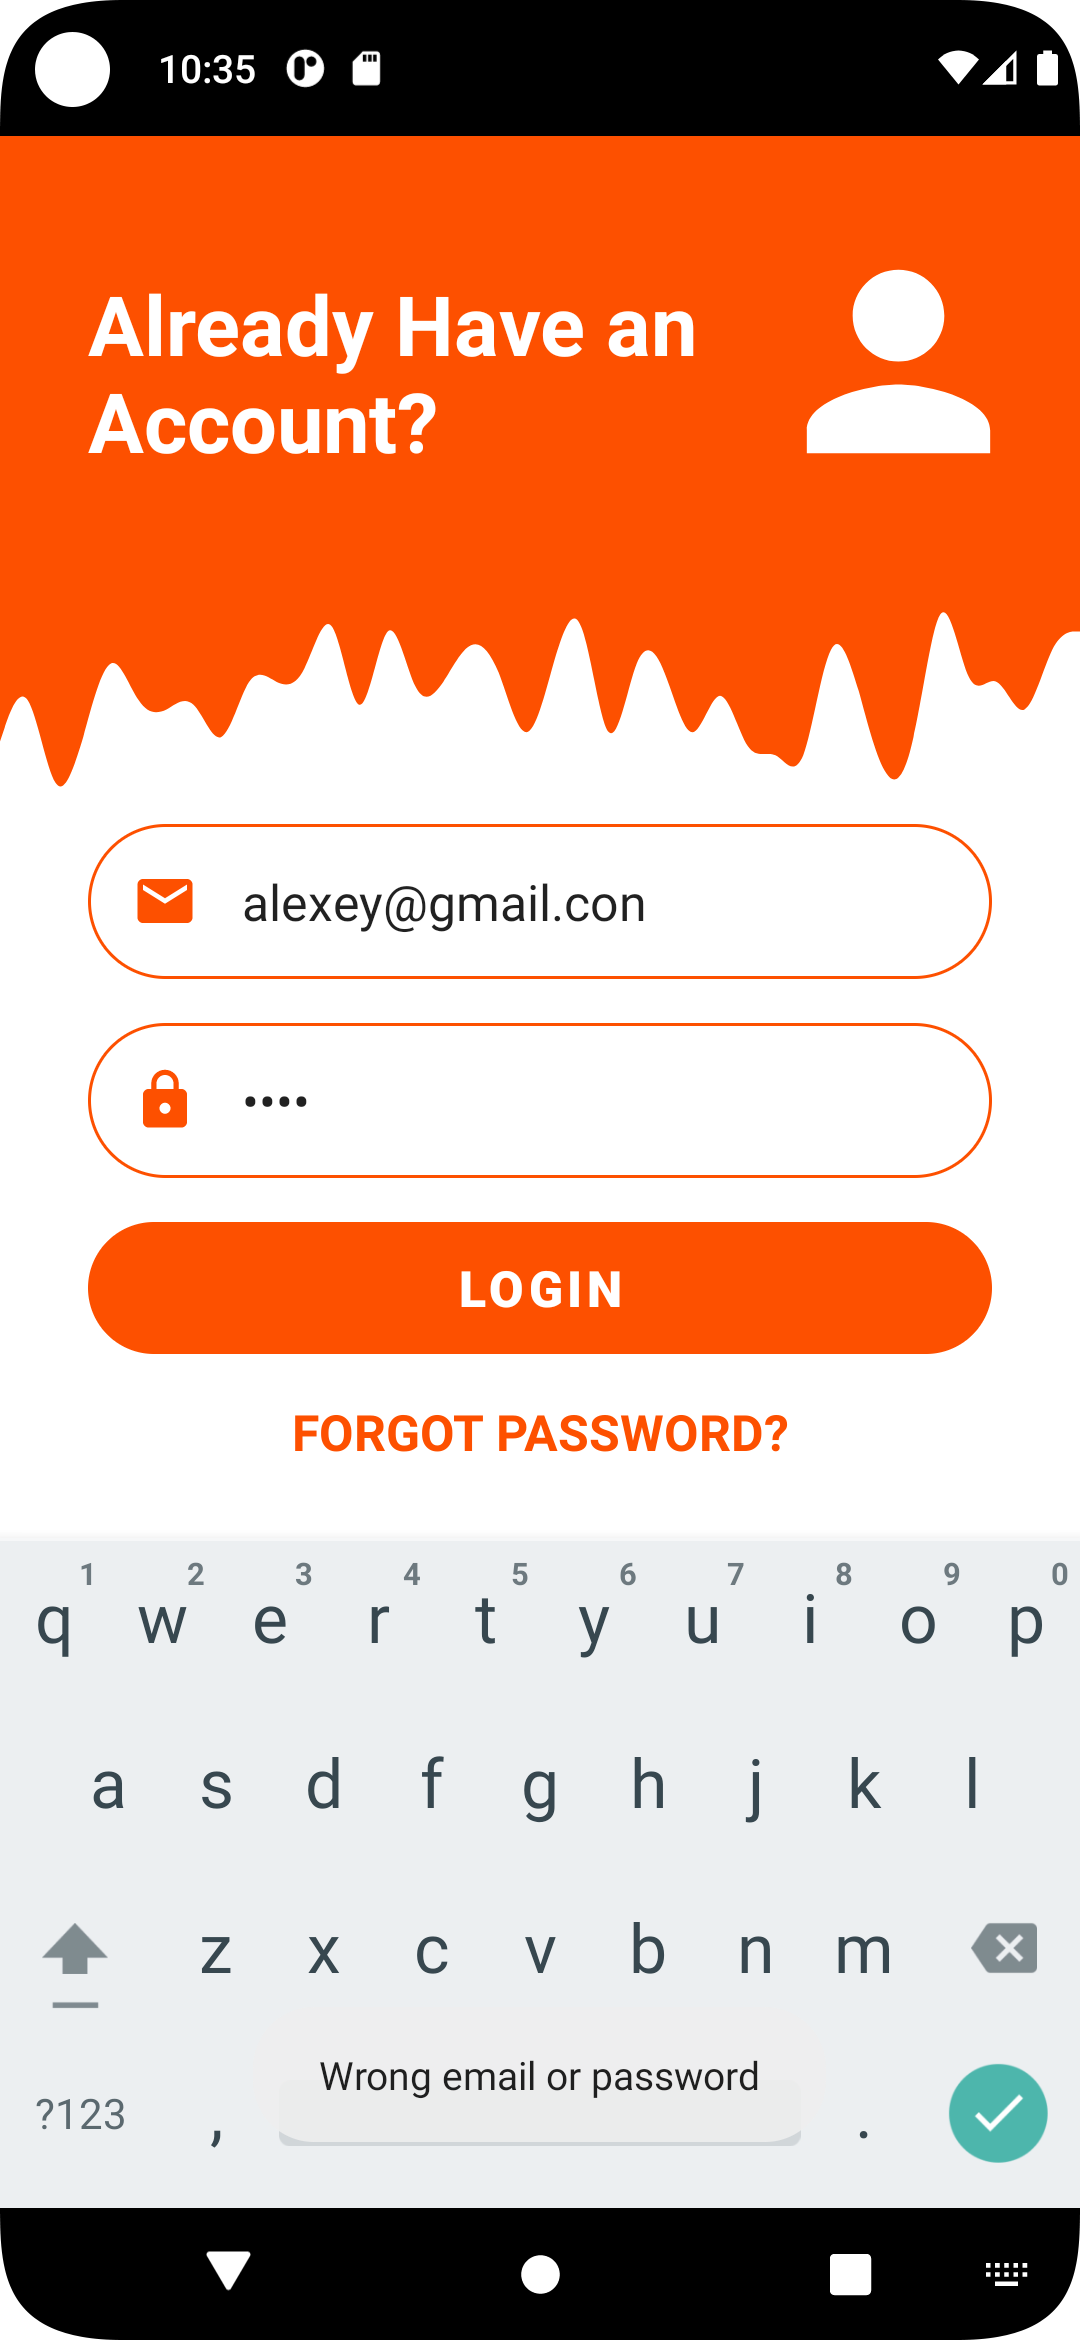 10:35
Already Have an
Account?
alexey@gmail.con
••••
LOGIN
FORGOT PASSWORD?
1 2 3 4 5 6 7 8 9 0
q w e r t y u i o p
a s d f g h j k l
z x c v b n m
Wrong email or password
?123 , .